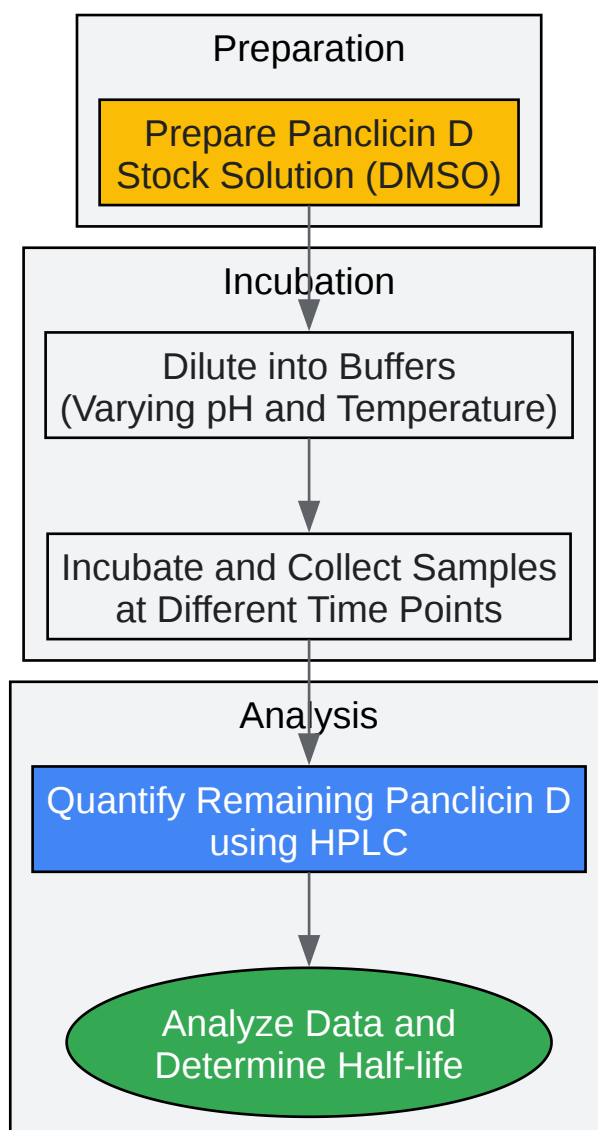 Preparation
Prepare Panclicin D
Stock Solution (DMSO)
Incubation
Dilute into Buffers
(Varying pH and Temperature)
Incubate and Collect Samples
at Different Time Points
Analysis
Quantify Remaining Panclicin D
using HPLC
Analyze Data and
Determine Half-life